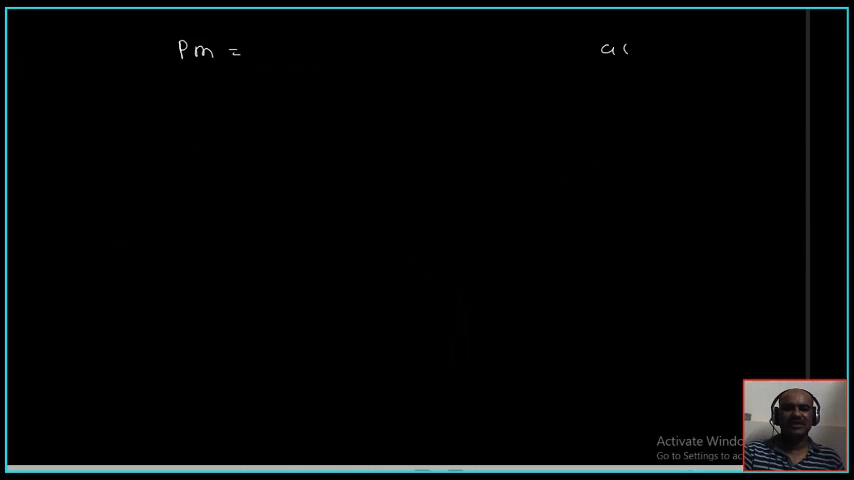 Pm = a(
Activate Windo
Go to Settings to ac